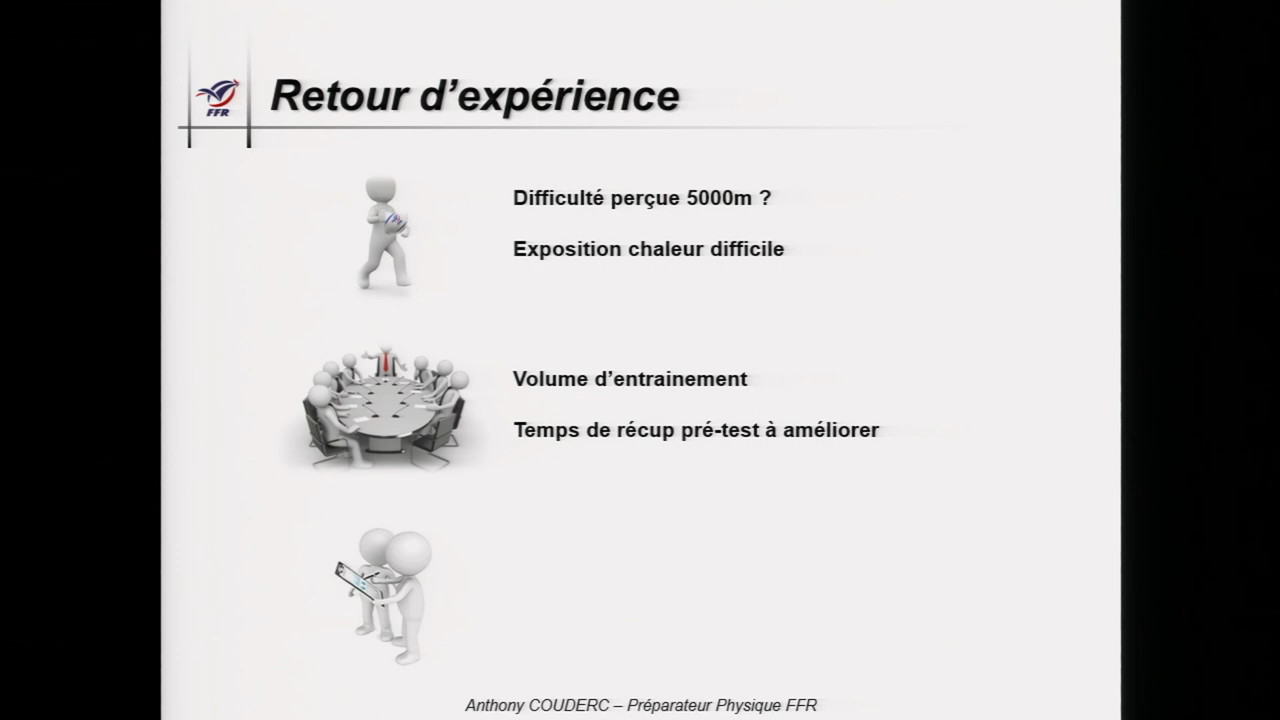 FFR
Retour d’expérience
Difficulté perçue 5000m ?
Exposition chaleur difficile
Volume d’entrainement
Temps de récup pré-test à améliorer
Anthony COUDERC – Préparateur Physique FFR